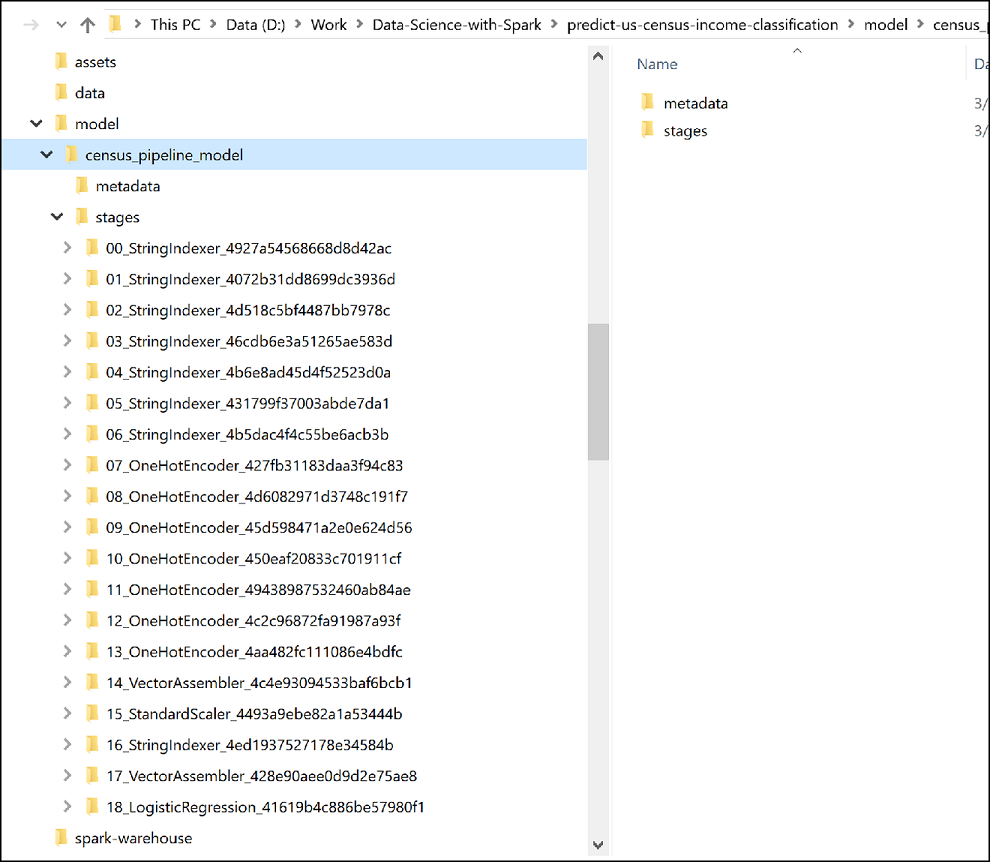 This PC > Data (D:) > Work > Data-Science-with-Spark > predict-us-census-income-classification > model > census_
assets
data
model
census_pipeline_model
metadata
stages
00_StringIndexer_4927a54568668d8d42ac
01_StringIndexer_4072b31dd8699dc3936d
02_StringIndexer_4d518c5bf4487bb7978c
03_StringIndexer_46cdb6e3a51265ae583d
04_StringIndexer_4b6e8ad45d4f52523d0a
05_StringIndexer_431799f37003abde7da1
06_StringIndexer_4b5dac4f4c55be6acb3b
07_OneHotEncoder_427fb31183daa3f94c83
08_OneHotEncoder_4d6082971d3748c191f7
09_OneHotEncoder_45d598471a2e0e624d56
10_OneHotEncoder_450eaf20833c701911cf
11_OneHotEncoder_49438987532460ab84ae
12_OneHotEncoder_4c2c96872fa91987a93f
13_OneHotEncoder_4aa482fc111086e4bdfc
14_VectorAssembler_4c4e93094533baf6bcb1
15_StandardScaler_4493a9ebe82a1a53444b
16_StringIndexer_4ed1937527178e34584b
17_VectorAssembler_428e90aee0d9d2e75ae8
18_LogisticRegression_41619b4c886be57980f1
spark-warehouse
Name
metadata 3/
stages 3/